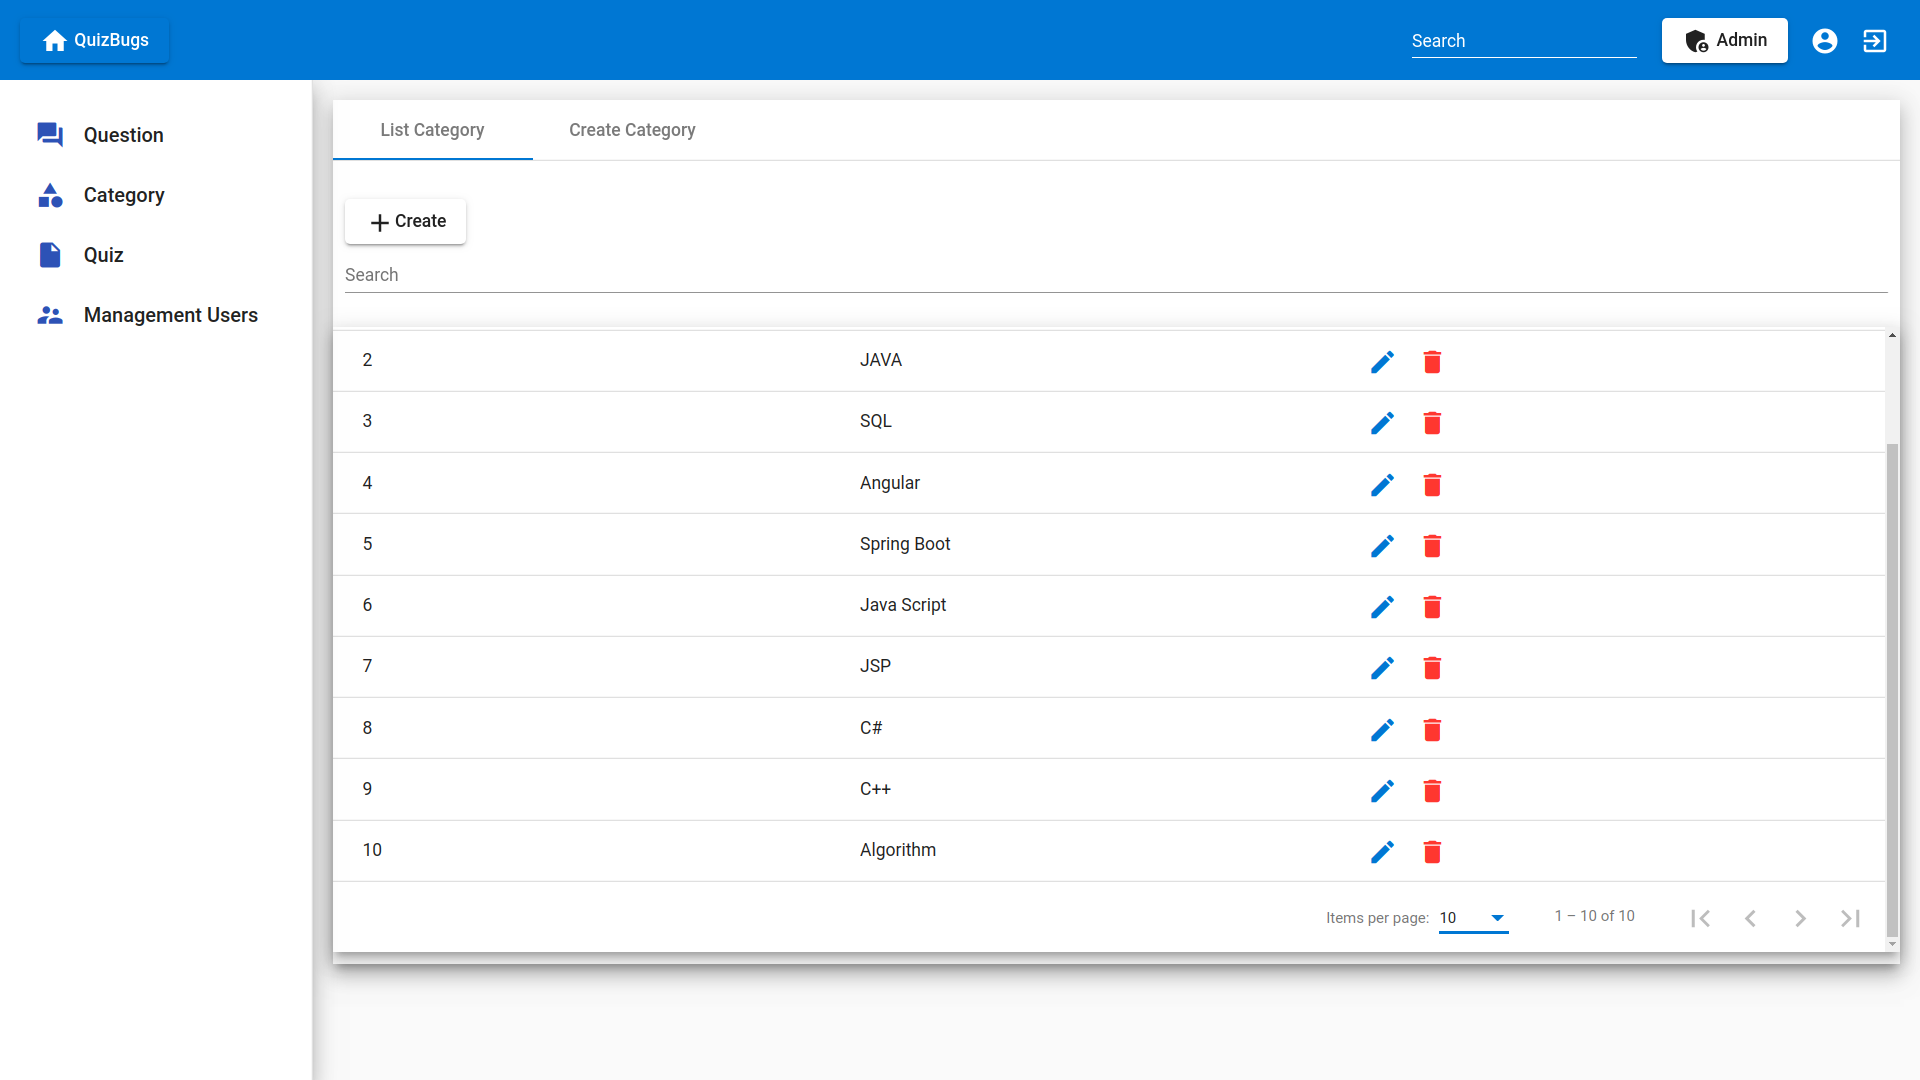 QuizBugs
Search
Admin
Question
Category
Quiz
Management Users
List Category
Create Category
Create
Search
2 JAVA
3 SQL
4 Angular
5 Spring Boot
6 Java Script
7 JSP
8 C#
9 C++
10 Algorithm
Items per page: 10 1 – 10 of 10